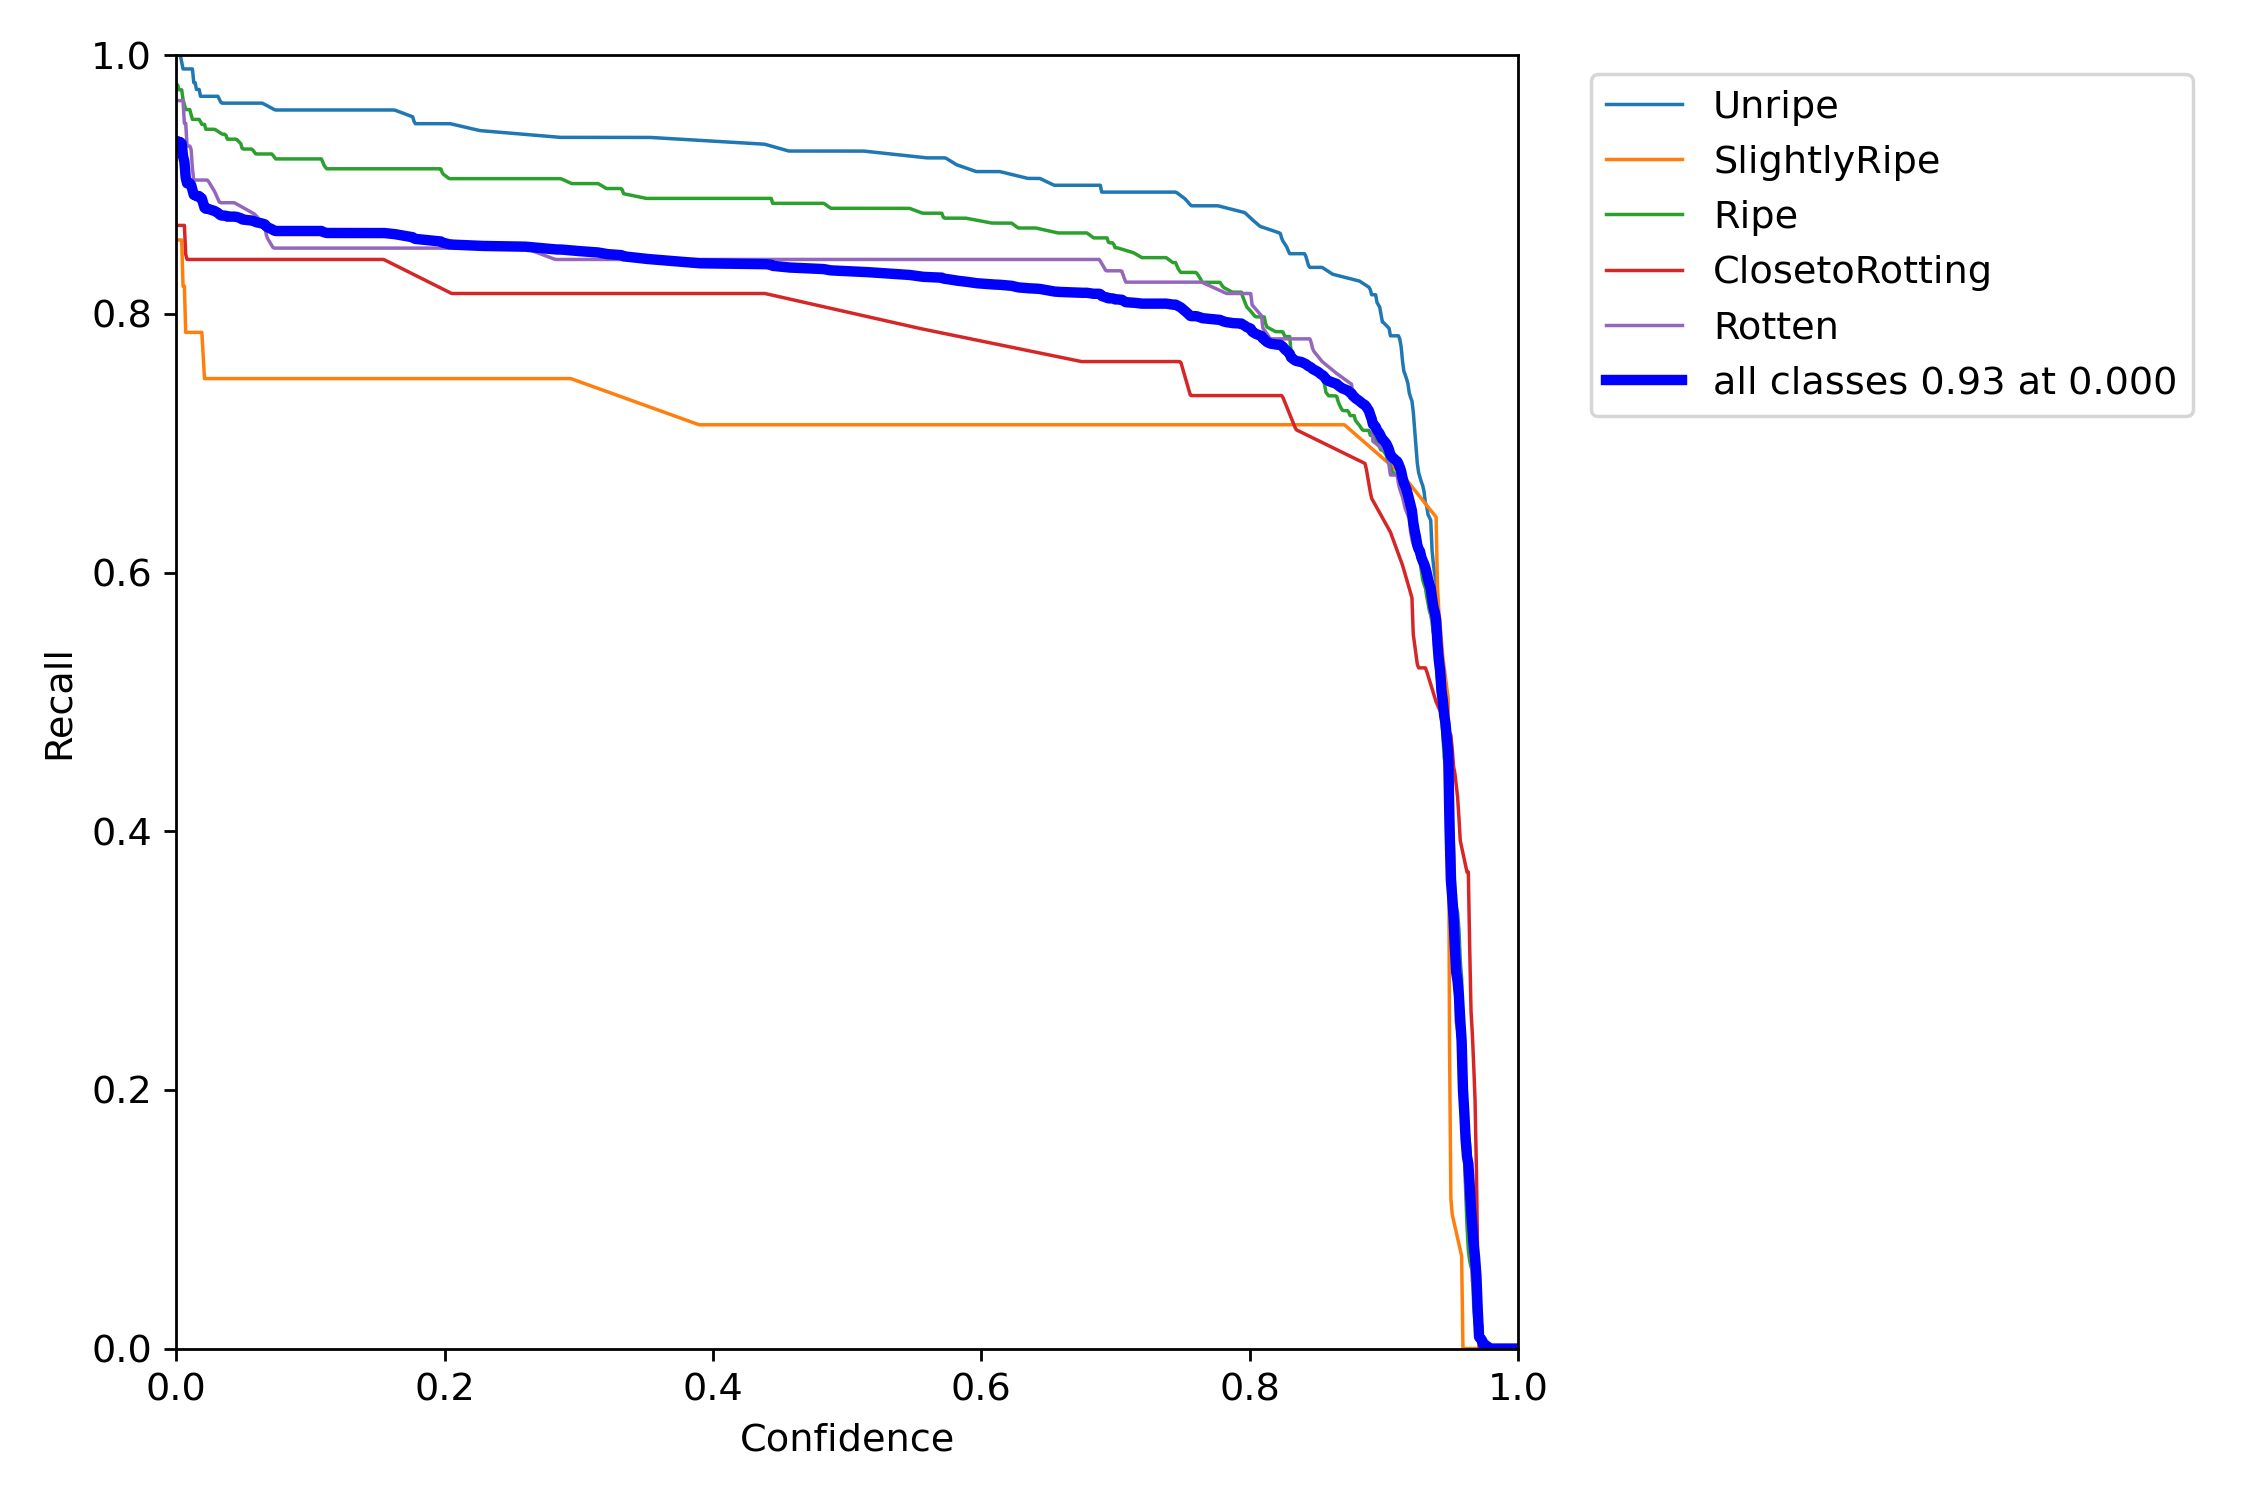 1.0
0.8
0.6
0.4
0.2
0.0
Recall
0.0 0.2 0.4 0.6 0.8 1.0
Confidence
Unripe
SlightlyRipe
Ripe
ClosetoRotting
Rotten
all classes 0.93 at 0.000